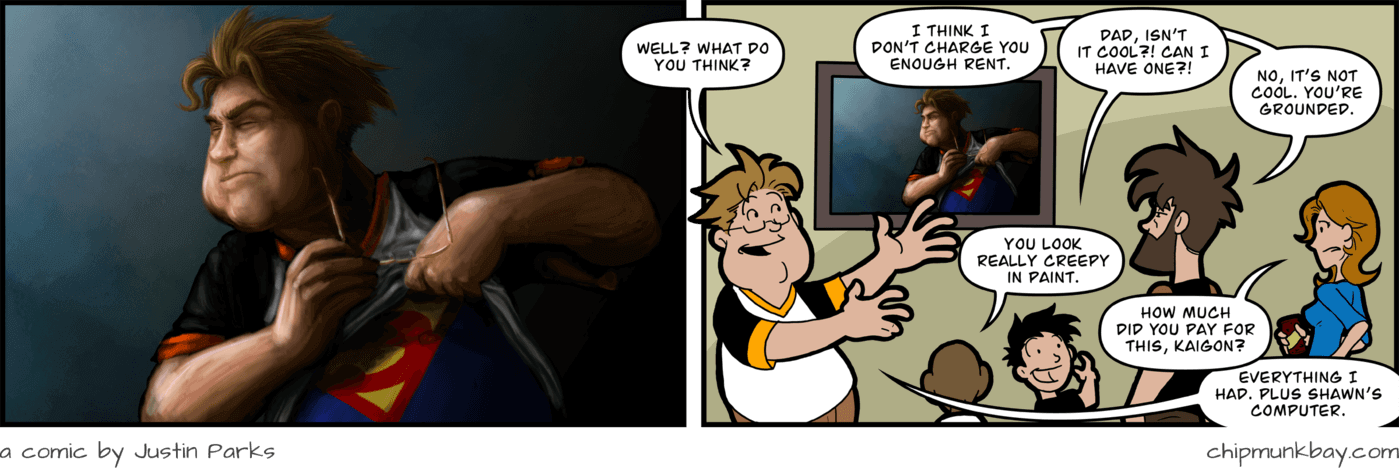 WELL? WHAT DO
YOU THINK?
I THINK I
DON'T CHARGE YOU
ENOUGH RENT.
DAD, ISN'T
IT COOL?! CAN I
HAVE ONE?!
NO, IT'S NOT
COOL. YOU'RE
GROUNDED.
YOU LOOK
REALLY CREEPY
IN PAINT.
HOW MUCH
DID YOU PAY FOR
THIS, KAIGON?
EVERYTHING I
HAD. PLUS SHAWN'S
COMPUTER.
a comic by Justin Parks
chipmunkbay.com